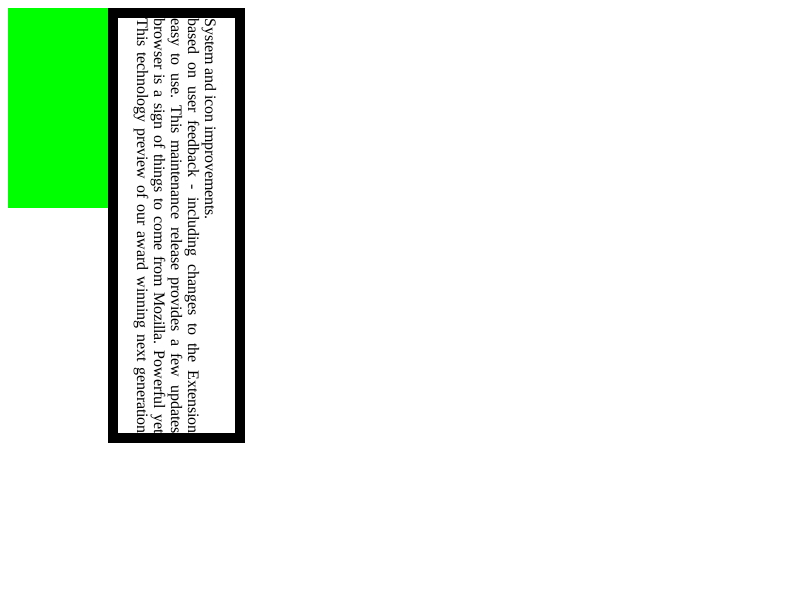 This technology preview of our award winning next generation
browser is a sign of things to come from Mozilla. Powerful yet
easy to use. This maintenance release provides a few updates
based on user feedback - including changes to the Extension
System and icon improvements.